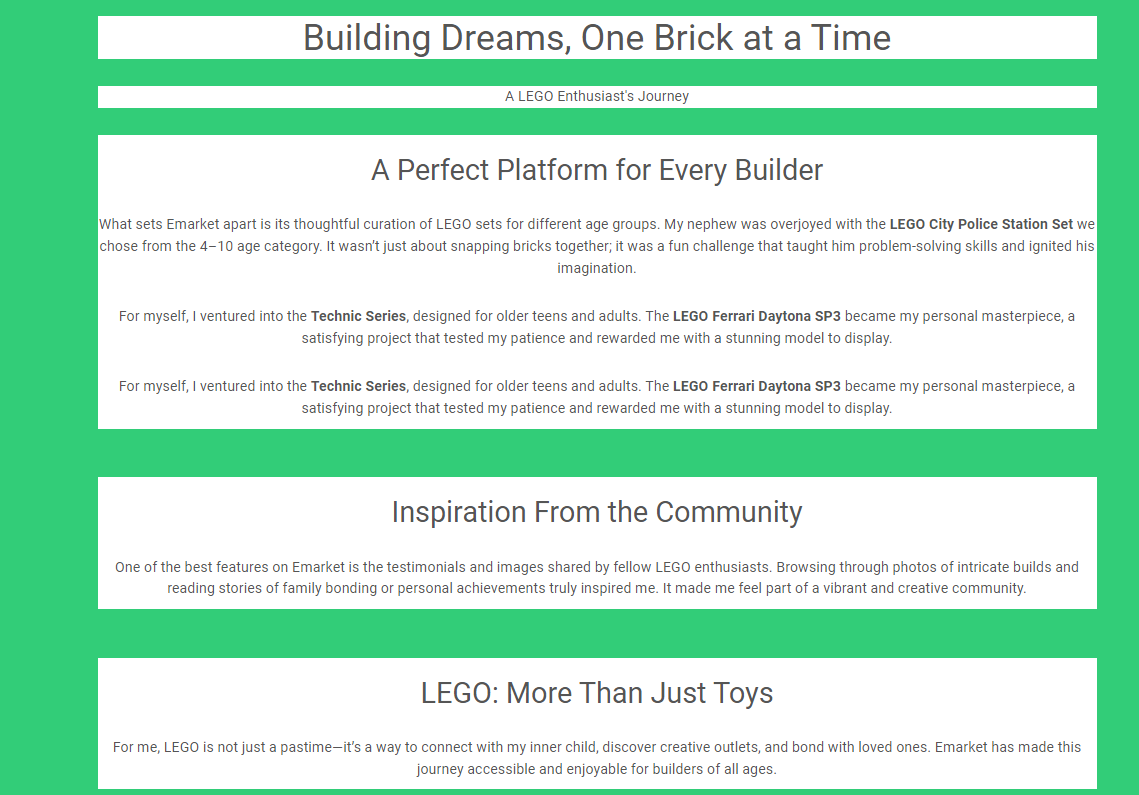 Building Dreams, One Brick at a Time
A LEGO Enthusiast's Journey
A Perfect Platform for Every Builder
What sets Emarket apart is its thoughtful curation of LEGO sets for different age groups. My nephew was overjoyed with the LEGO City Police Station Set we
chose from the 4–10 age category. It wasn’t just about snapping bricks together; it was a fun challenge that taught him problem-solving skills and ignited his
imagination.
For myself, I ventured into the Technic Series, designed for older teens and adults. The LEGO Ferrari Daytona SP3 became my personal masterpiece, a
satisfying project that tested my patience and rewarded me with a stunning model to display.
For myself, I ventured into the Technic Series, designed for older teens and adults. The LEGO Ferrari Daytona SP3 became my personal masterpiece, a
satisfying project that tested my patience and rewarded me with a stunning model to display.
Inspiration From the Community
One of the best features on Emarket is the testimonials and images shared by fellow LEGO enthusiasts. Browsing through photos of intricate builds and
reading stories of family bonding or personal achievements truly inspired me. It made me feel part of a vibrant and creative community.
LEGO: More Than Just Toys
For me, LEGO is not just a pastime—it’s a way to connect with my inner child, discover creative outlets, and bond with loved ones. Emarket has made this
journey accessible and enjoyable for builders of all ages.